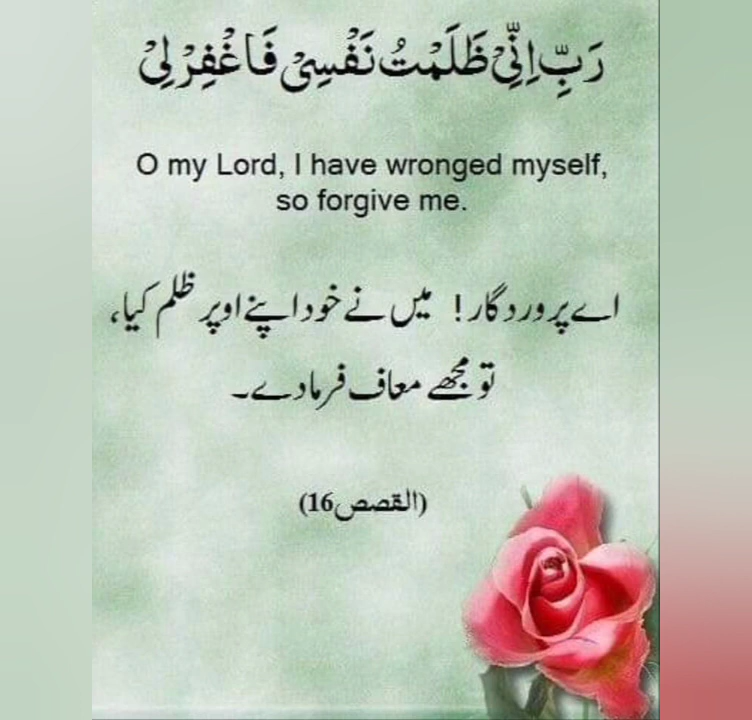 رَبِّ اِنِّیْ ظَلَمْتُ نَفْسِیْ فَاغْفِرْ لِیْ
O my Lord, I have wronged myself,
so forgive me.
اے پروردگار! میں نے خود اپنے اوپر ظلم کیا،
تو مجھے معاف فرما دے۔
(القصص16)